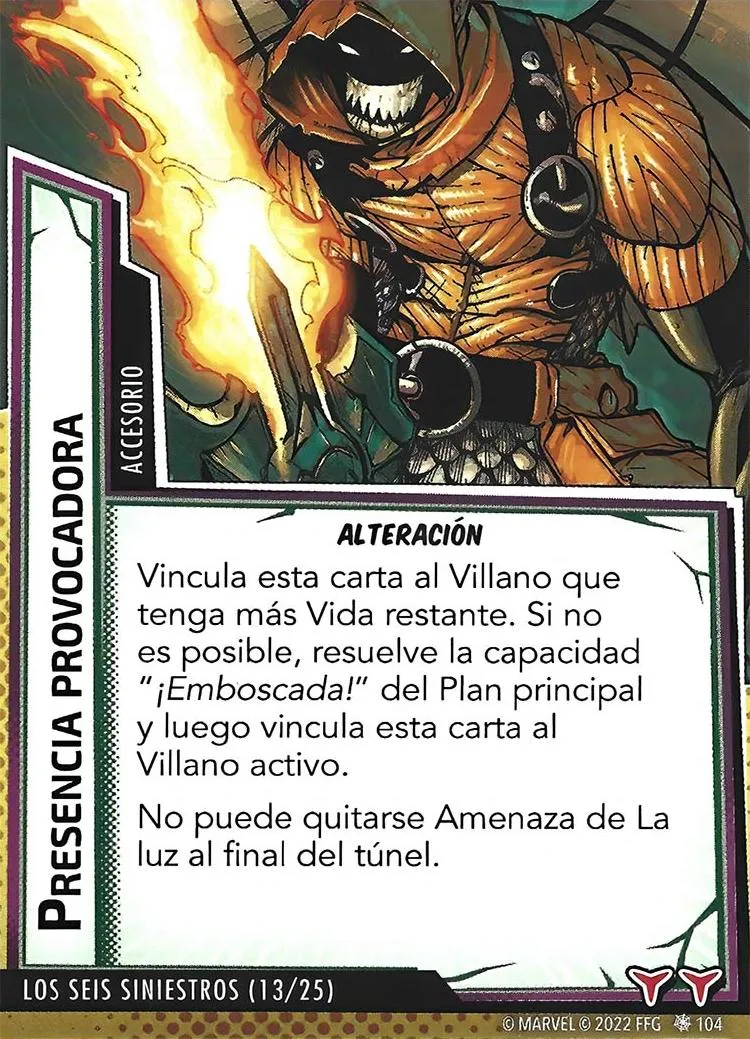 PRESENCIA PROVOCADORA
ACCESORIO
ALTERACIÓN
Vincula esta carta al Villano que
tenga más Vida restante. Si no
es posible, resuelve la capacidad
“¡Emboscada!” del Plan principal
y luego vincula esta carta al
Villano activo.
No puede quitarse Amenaza de La
luz al final del túnel.
LOS SEIS SINIESTROS (13/25)
© MARVEL © 2022 FFG 104